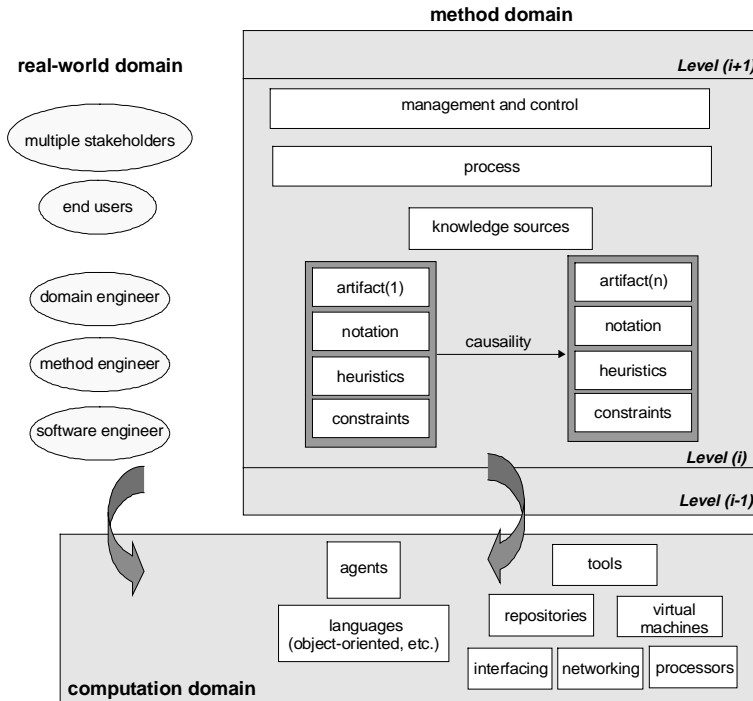 method domain
real-world domain
Level (i+1)
management and control
multiple stakeholders
process
end users
knowledge sources
domain engineer
method engineer
software engineer
artifact(1)
notation
heuristics
constraints
causaility
artifact(n)
notation
heuristics
constraints
Level (i)
Level (i-1)
agents
tools
languages
(object-oriented, etc.)
repositories
virtual
machines
interfacing
networking
processors
computation domain